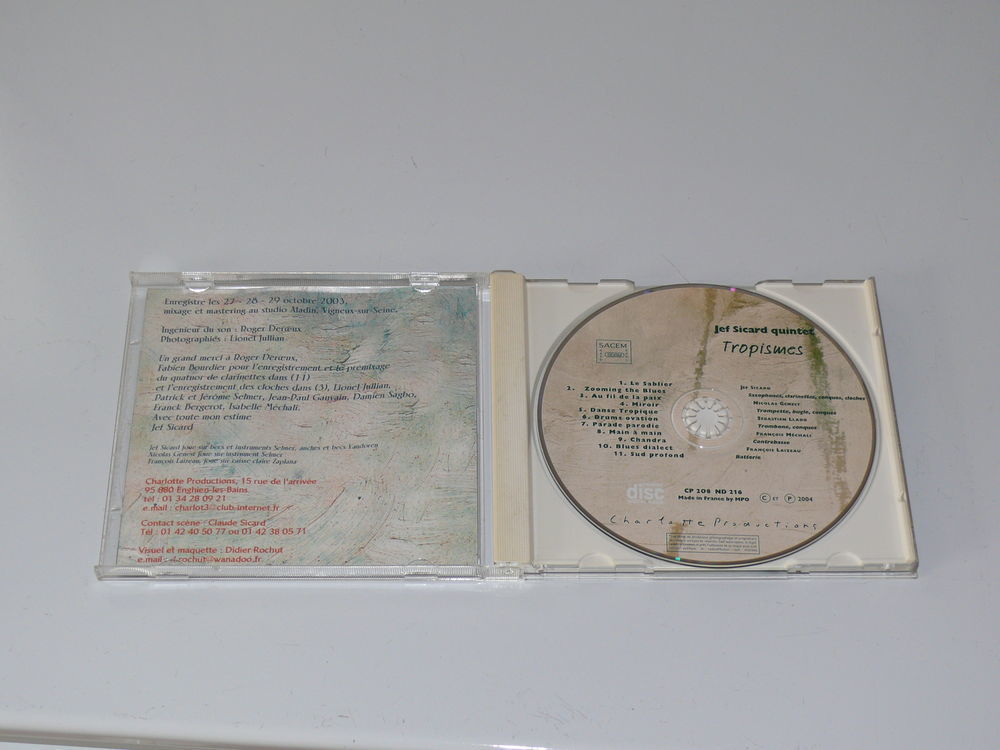 Enregistré les 27 - 28 - 29 octobre 2003,
mixage et mastering au studio Aladin, Vigneux-sur-Seine.
Ingénieur du son : Roger Derœux
Photographies : Lionel Jullian
Un grand merci à Roger Derœux,
Fabien Bourdier pour l'enregistrement et le prémixage
du quatuor de clarinettes dans (11)
et l'enregistrement des cloches dans (3), Lionel Jullian,
Patrick et Jérôme Selmer, Jean-Paul Gauvain, Damien Sagbo,
Franck Bergerot, Isabelle Méchali.
Avec toute mon estime
Jef Sicard
Jef Sicard joue sur becs et instruments Selmer, anches et becs Vandoren
Nicolas Genest joue sur instrument Selmer
François Laizeau, joue sur caisse claire Zaplana
Charlotte Productions, 15 rue de l'arrivée
95 880 Enghien-les-Bains.
tél : 01 34 28 09 21
e.mail : charlot3@club-internet.fr
Contact scène : Claude Sicard
Tél : 01 42 40 50 77 ou 01 42 38 05 71
Visuel et maquette : Didier Rochut
e.mail : d.rochut@wanadoo.fr
Jef Sicard quintet
Tropismes
SACEM
1. Le Sablier
2. Zooming the Blues
3. Au fil de la paix
4. Miroir
5. Danse Tropique
6. Drums ovation
7. Parade parodie
8. Main à main
9. Chandra
10. Blues dialect
11. Sud profond
Jef Sicard
Saxophones, clarinettes, conques, cloches
Nicolas Genest
Trompette, bugle, conques
Sébastien Llado
Trombone, conques
François Méchali
Contrebasse
François Laizeau
Batterie
disc
CP 208 ND 216
Made in France by MPO
C ET P 2004
Charlotte Productions